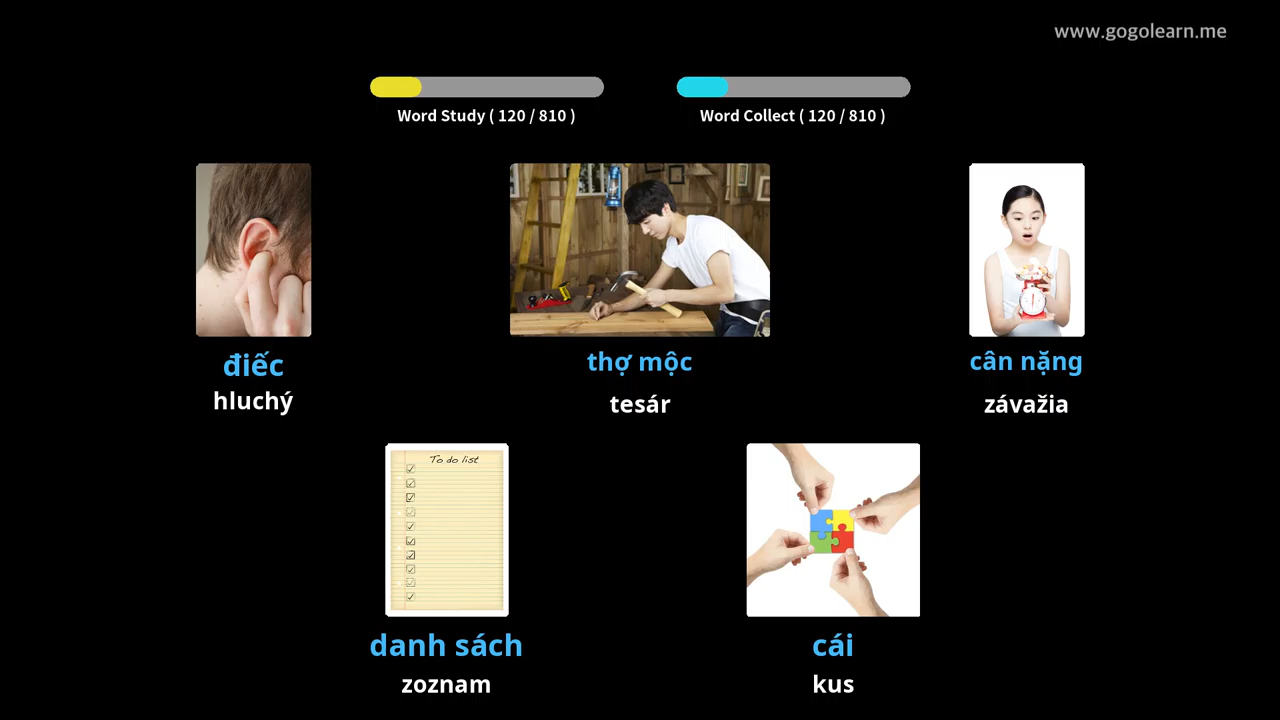 www.gogolearn.me
Word Study ( 120 / 810 )
Word Collect ( 120 / 810 )
điếc
hluchý
thợ mộc
tesár
cân nặng
závažia
To do list
danh sách
zoznam
cái
kus